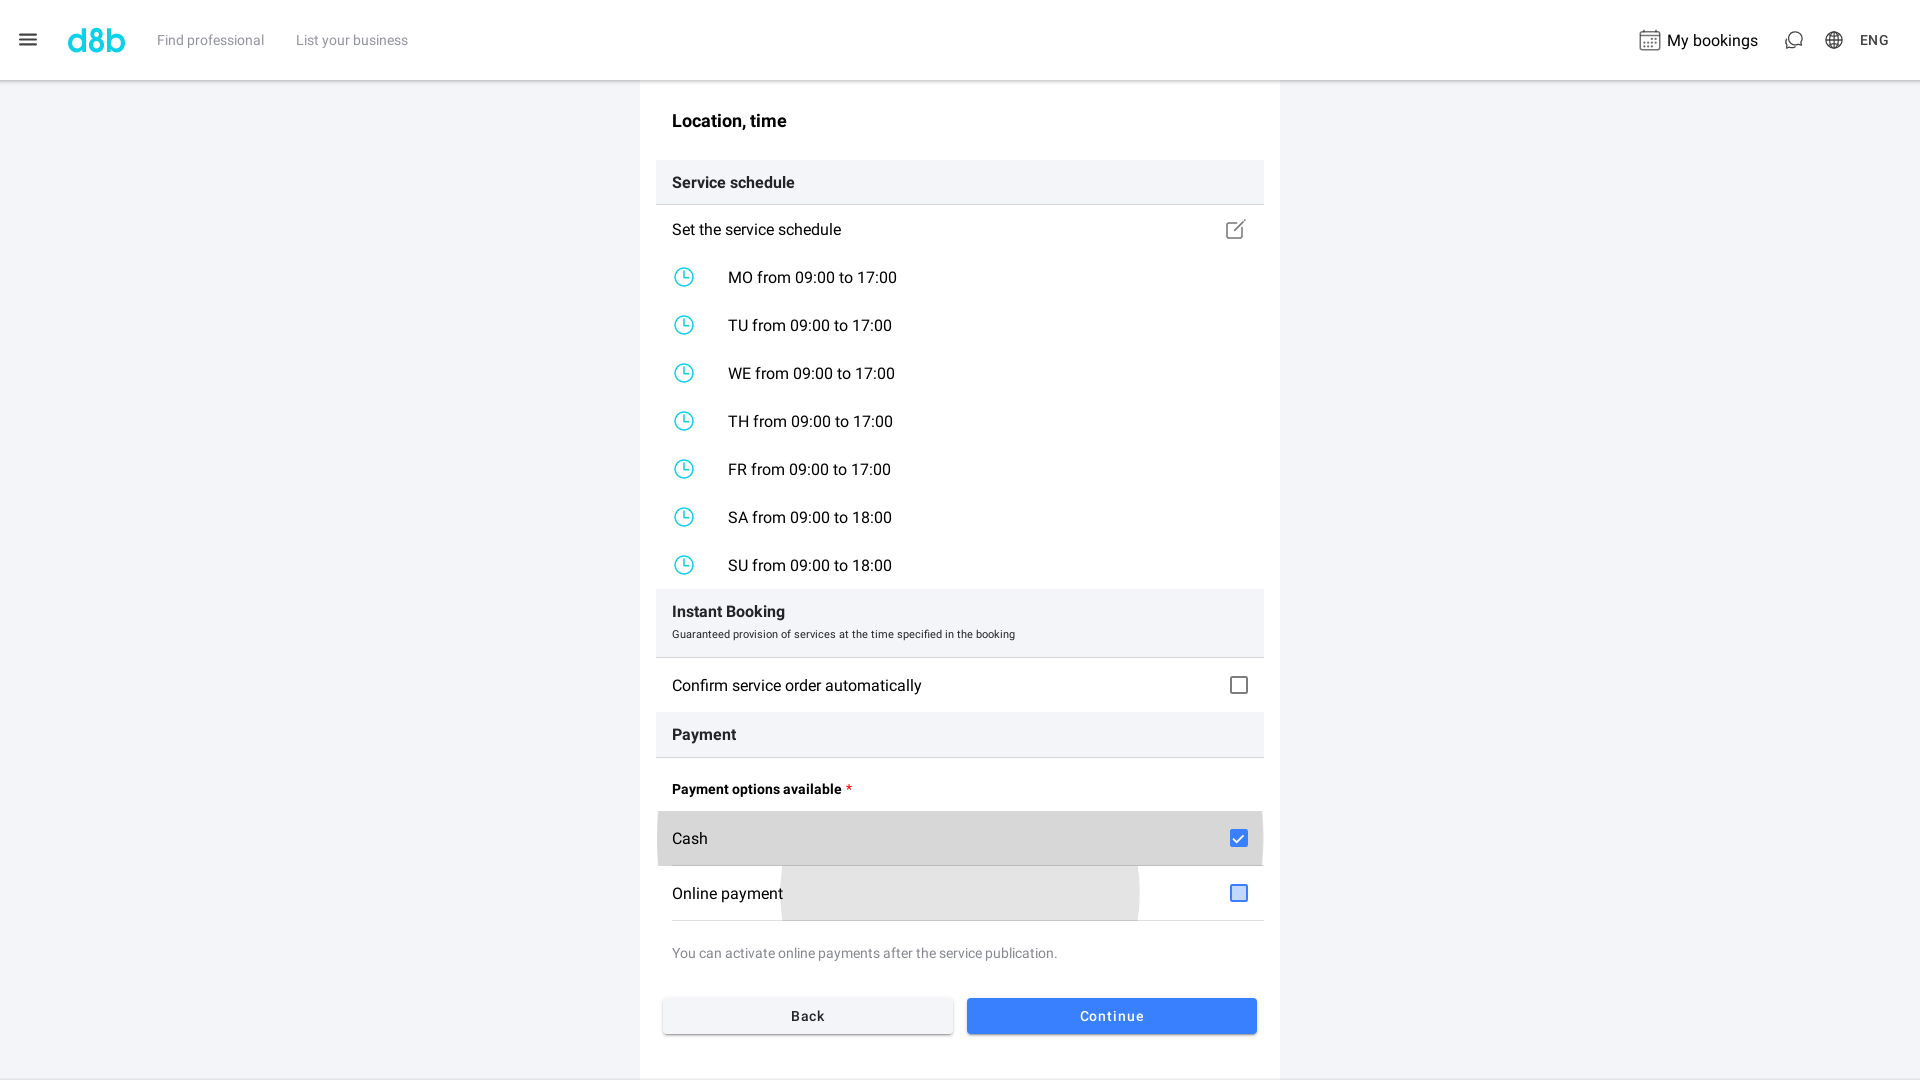 d8b
Find professional
List your business
My bookings
ENG
Location, time
Service schedule
Set the service schedule
MO from 09:00 to 17:00
TU from 09:00 to 17:00
WE from 09:00 to 17:00
TH from 09:00 to 17:00
FR from 09:00 to 17:00
SA from 09:00 to 18:00
SU from 09:00 to 18:00
Instant Booking
Guaranteed provision of services at the time specified in the booking
Confirm service order automatically
Payment
Payment options available *
Cash
Online payment
You can activate online payments after the service publication.
Back
Continue